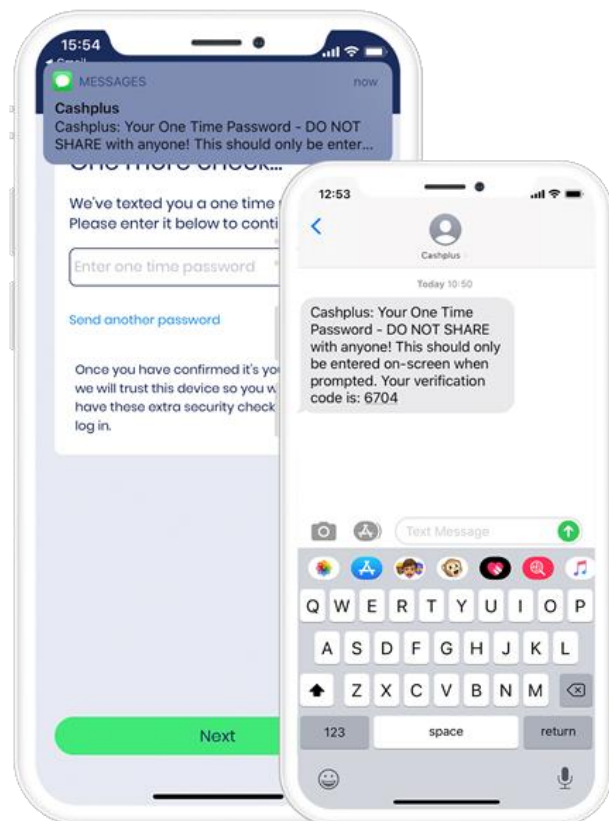 15:54
MESSAGES now
Cashplus
Cashplus: Your One Time Password - DO NOT
SHARE with anyone! This should only be enter...
One more check...
We've texted you a one time
Please enter it below to conti
Enter one time password
Send another password
Once you have confirmed it's yo
we will trust this device so you w
have these extra security check
log in.
Next
12:53
Cashplus
Today 10:50
Cashplus: Your One Time
Password - DO NOT SHARE
with anyone! This should only
be entered on-screen when
prompted. Your verification
code is: 6704
Text Message
Q W E R T Y U I O P
A S D F G H J K L
Z X C V B N M
123 space return